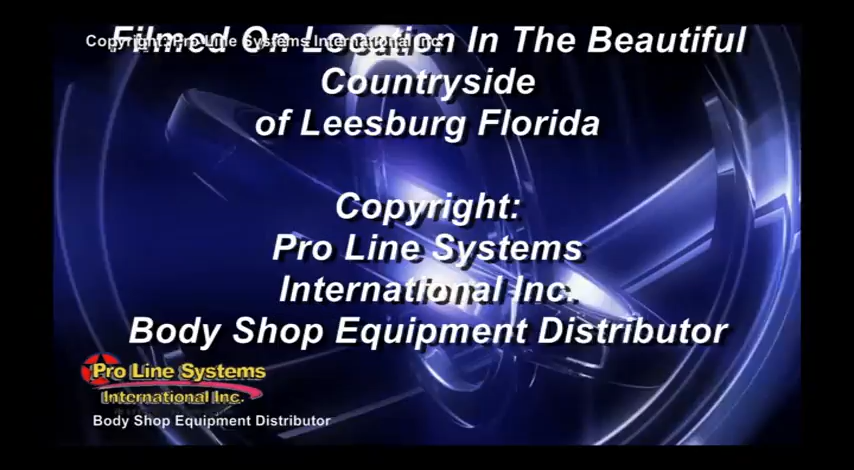 Filmed On Location In The Beautiful
Copyright: Pro Line Systems International Inc.
Countryside
of Leesburg Florida
Copyright:
Pro Line Systems
International Inc.
Body Shop Equipment Distributor
Pro Line Systems
International Inc.
Body Shop Equipment Distributor